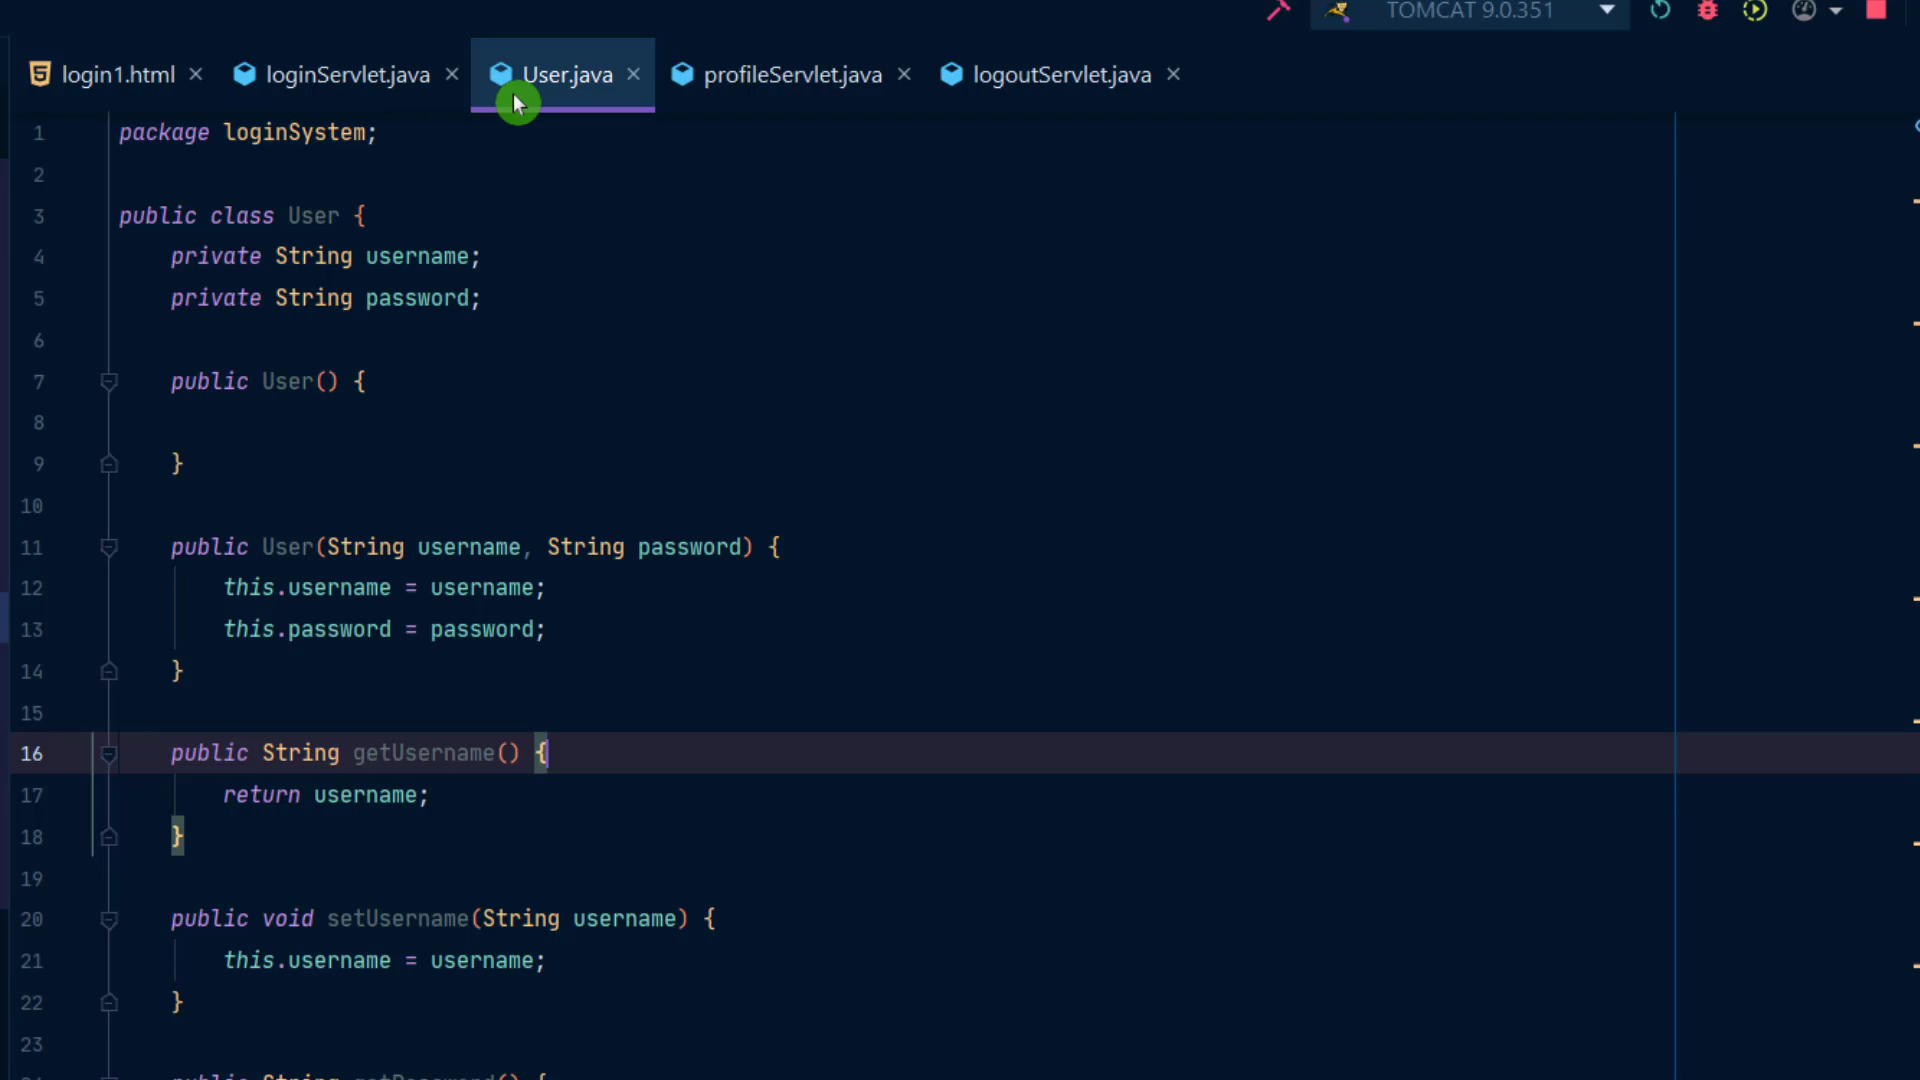 TOMCAT 9.0.351
login1.html loginServlet.java User.java profileServlet.java logoutServlet.java
1 package loginSystem;
2
3 public class User {
4 private String username;
5 private String password;
6
7 public User() {
8
9 }
10
11 public User(String username, String password) {
12 this.username = username;
13 this.password = password;
14 }
15
16 public String getUsername() {
17 return username;
18 }
19
20 public void setUsername(String username) {
21 this.username = username;
22 }
23
public String getPassword() {